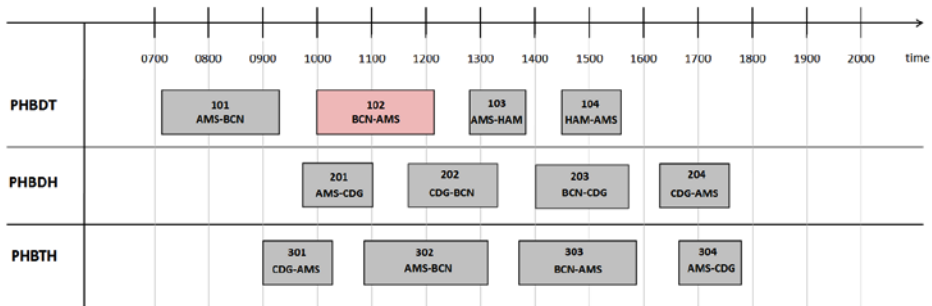 0700 0800 0900 1000 1100 1200 1300 1400 1500 1600 1700 1800 1900 2000 time
PHBDT
101
AMS-BCN
102
BCN-AMS
103
AMS-HAM
104
HAM-AMS
PHBDH
201
AMS-CDG
202
CDG-BCN
203
BCN-CDG
204
CDG-AMS
PHBTH
301
CDG-AMS
302
AMS-BCN
303
BCN-AMS
304
AMS-CDG